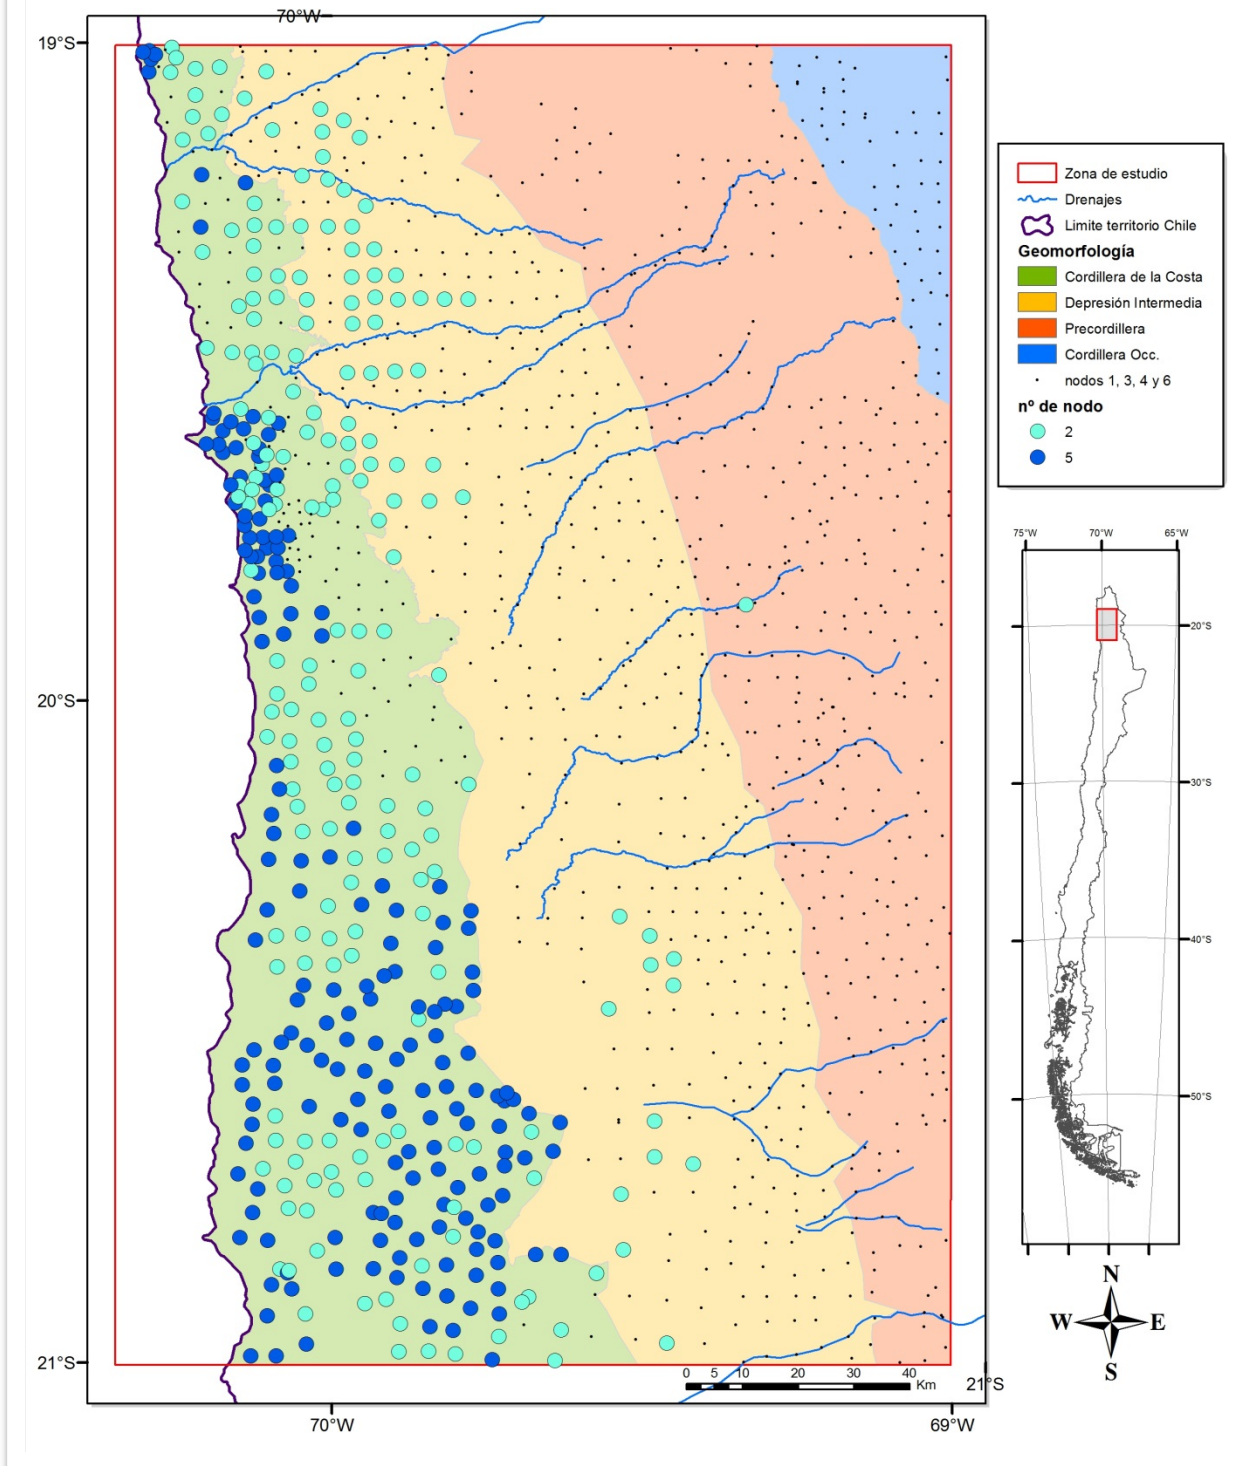 70°W
19°S
20°S
21°S
70°W
69°W
21°S
0 5 10 20 30 40
Km
Zona de estudio
Drenajes
Limite territorio Chile
Geomorfología
Cordillera de la Costa
Depresión Intermedia
Precordillera
Cordillera Occ.
nodos 1, 3, 4 y 6
nº de nodo
2
5
75°W 70°W 65°W
20°S
30°S
40°S
50°S
N
W E
S